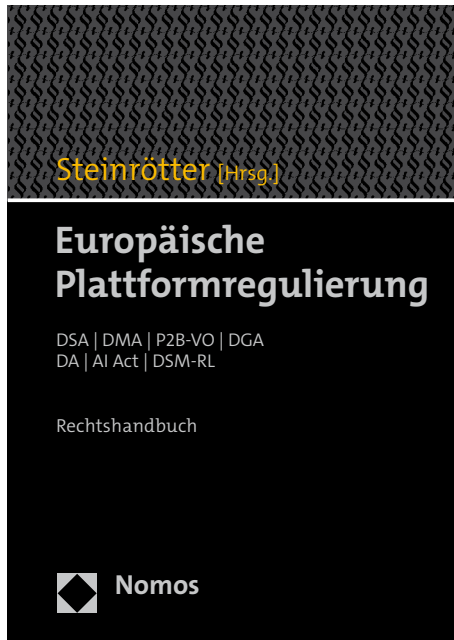 Steinrötter [Hrsg.]
Europäische
Plattformregulierung
DSA | DMA | P2B-VO | DGA
DA | AI Act | DSM-RL
Rechtshandbuch
Nomos